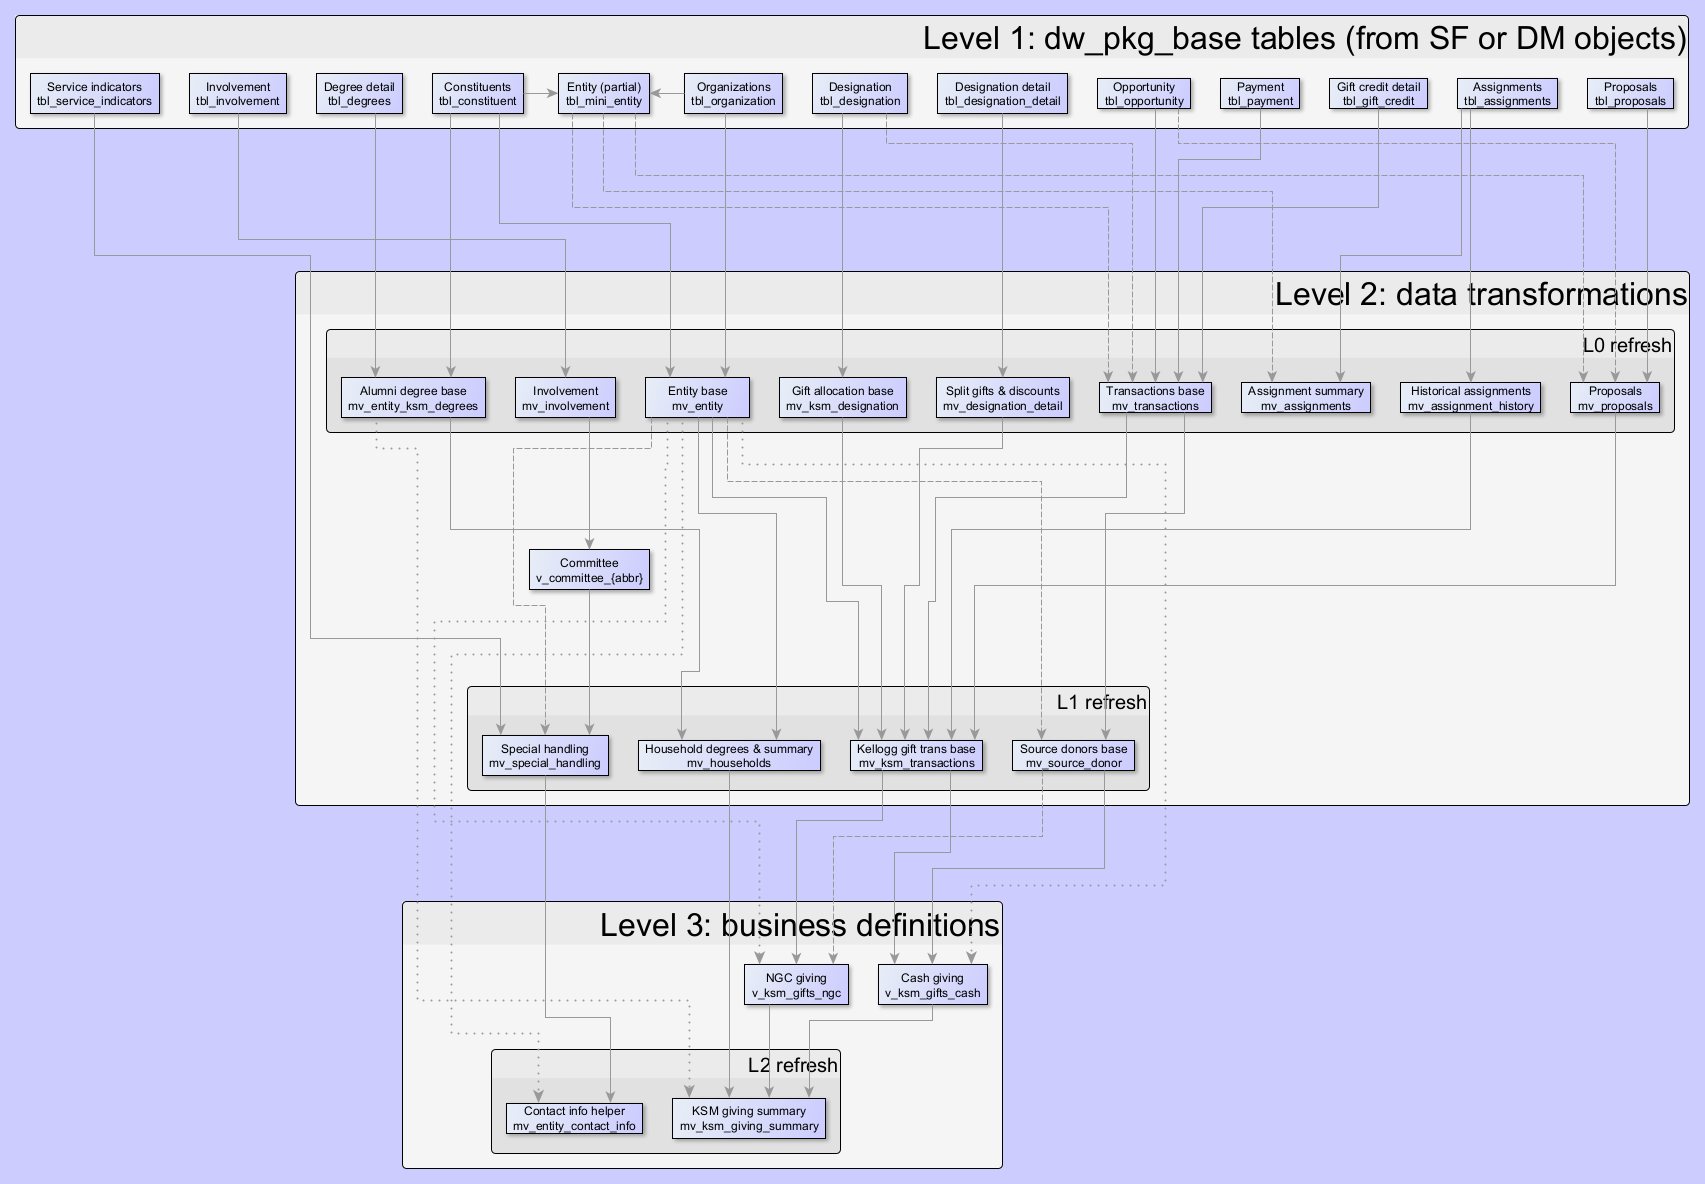 Level 1: dw_pkg_base tables (from SF or DM objects)
Service indicators
tbl_service_indicators
Involvement
tbl_involvement
Degree detail
tbl_degrees
Constituents
tbl_constituent
Entity (partial)
tbl_mini_entity
Organizations
tbl_organization
Designation
tbl_designation
Designation detail
tbl_designation_detail
Opportunity
tbl_opportunity
Payment
tbl_payment
Gift credit detail
tbl_gift_credit
Assignments
tbl_assignments
Proposals
tbl_proposals
Level 2: data transformations
L0 refresh
Alumni degree base
mv_entity_ksm_degrees
Involvement
mv_involvement
Entity base
mv_entity
Gift allocation base
mv_ksm_designation
Split gifts & discounts
mv_designation_detail
Transactions base
mv_transactions
Assignment summary
mv_assignments
Historical assignments
mv_assignment_history
Proposals
mv_proposals
Committee
v_committee_{abbr}
L1 refresh
Special handling
mv_special_handling
Household degrees & summary
mv_households
Kellogg gift trans base
mv_ksm_transactions
Source donors base
mv_source_donor
Level 3: business definitions
NGC giving
v_ksm_gifts_ngc
Cash giving
v_ksm_gifts_cash
L2 refresh
Contact info helper
mv_entity_contact_info
KSM giving summary
mv_ksm_giving_summary